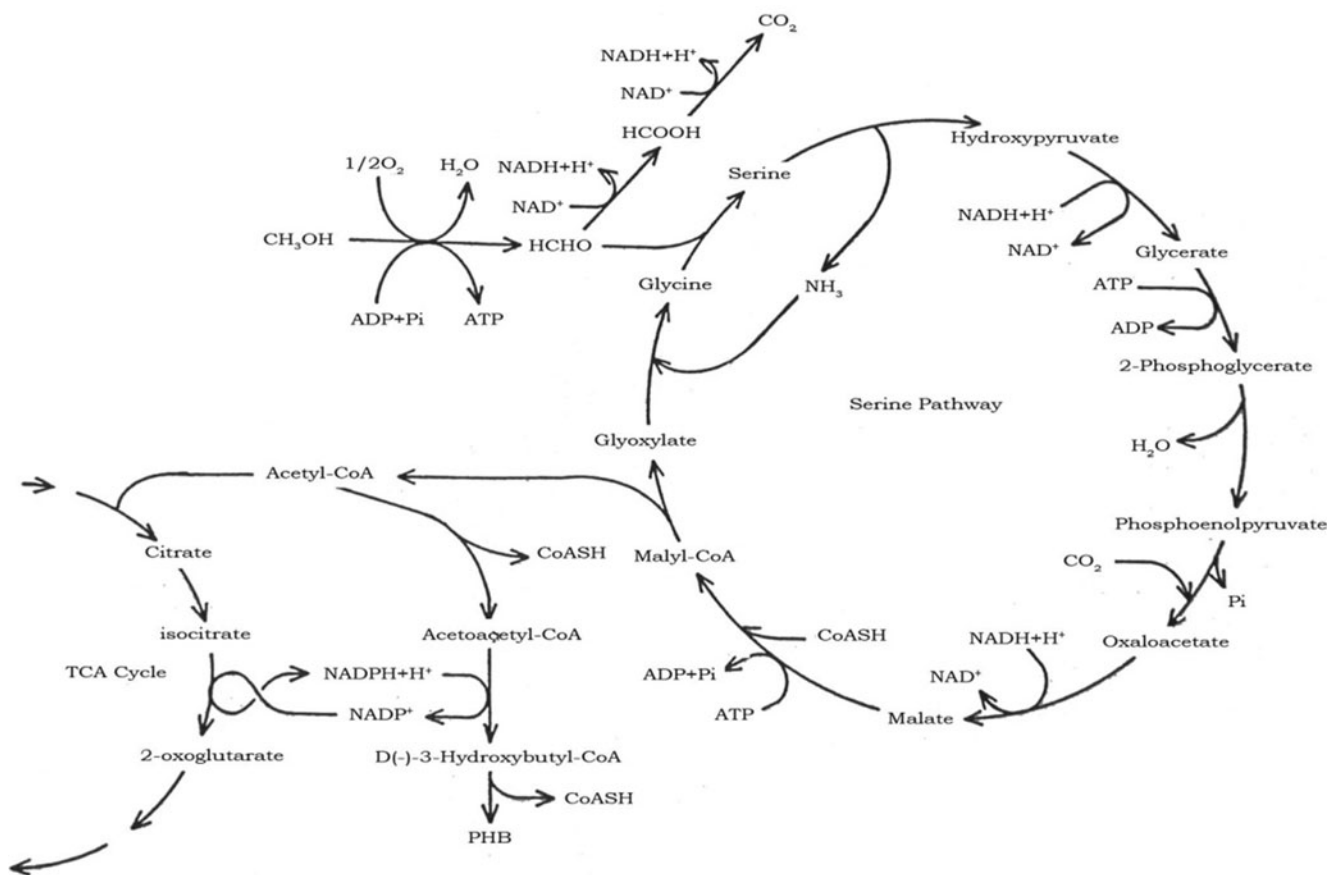 CO₂
NADH+H⁺
NAD⁺
HCOOH
Hydroxypyruvate
1/2O₂
H₂O
NADH+H⁺
Serine
NAD⁺
NADH+H⁺
CH₃OH
HCHO
NAD⁺
Glycerate
Glycine
NH₃
ATP
ADP+Pi
ATP
ADP
2-Phosphoglycerate
Serine Pathway
Glyoxylate
H₂O
Acetyl-CoA
Phosphoenolpyruvate
Citrate
CoASH
Malyl-CoA
CO₂
Pi
isocitrate
Acetoacetyl-CoA
CoASH
NADH+H⁺
Oxaloacetate
TCA Cycle
NADPH+H⁺
ADP+Pi
NAD⁺
NADP⁺
ATP
Malate
2-oxoglutarate
D(-)-3-Hydroxybutyl-CoA
CoASH
PHB